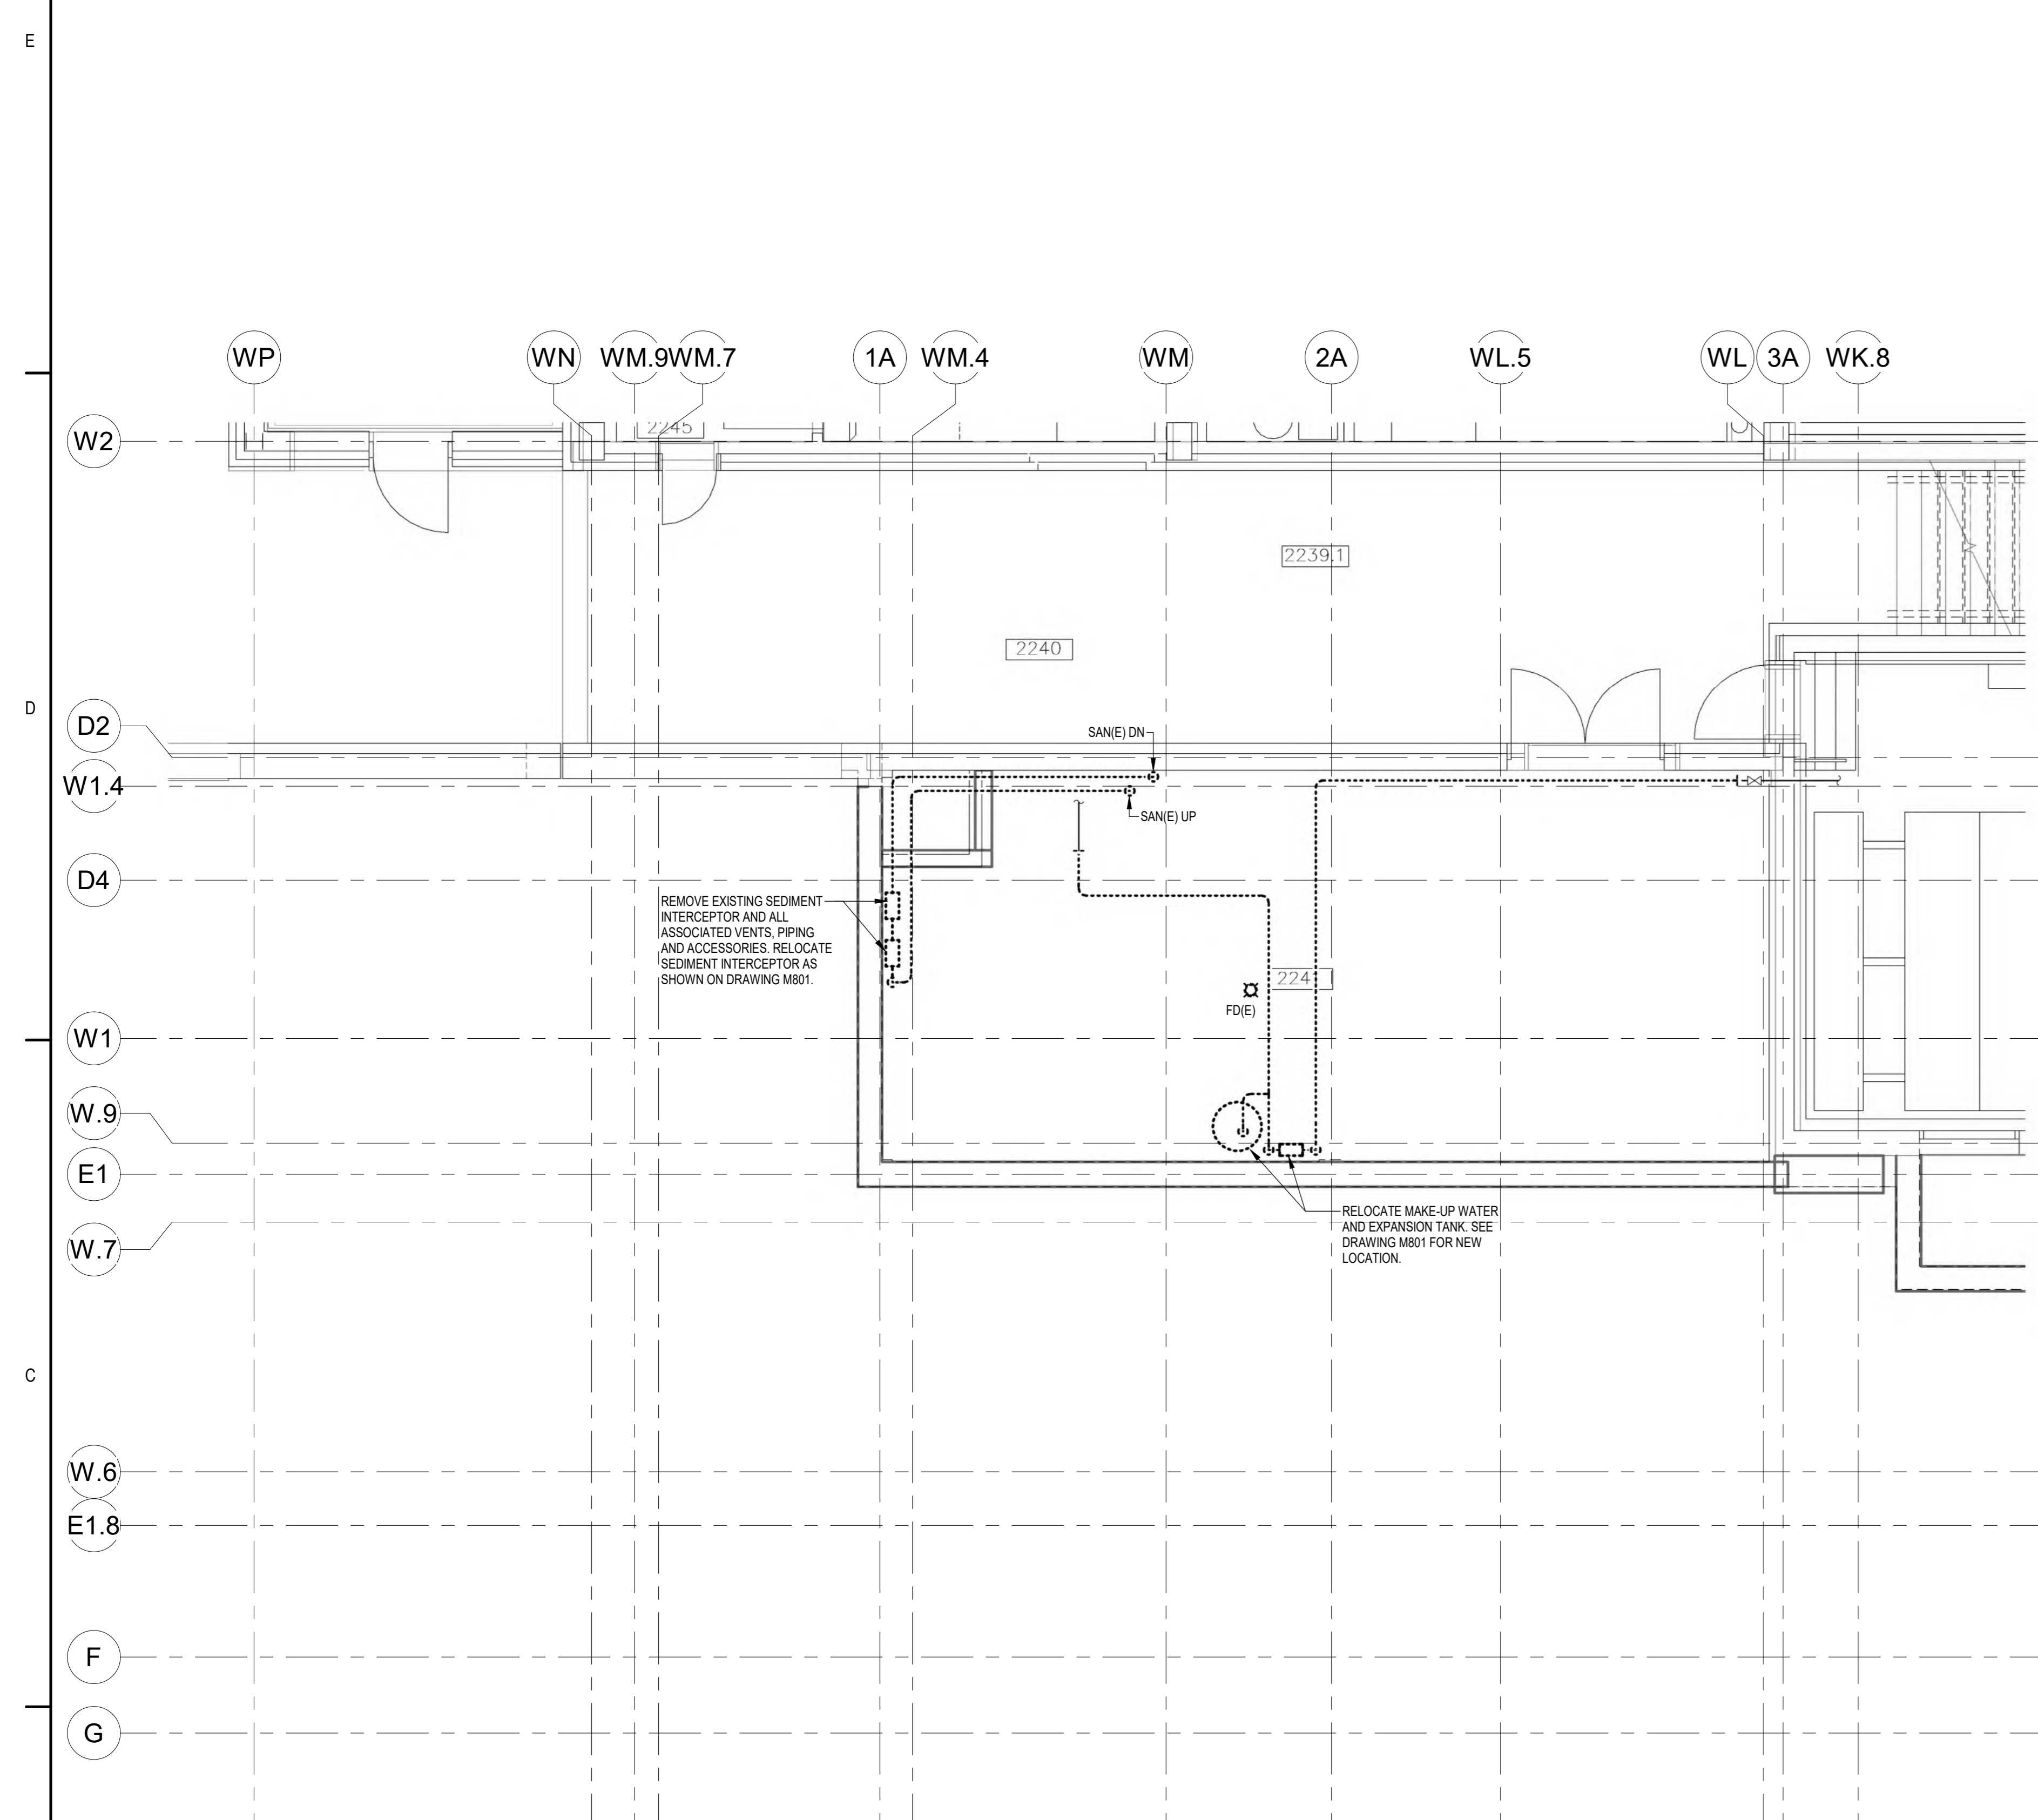 E
WP
WN
WM.9
WM.7
1A
WM.4
WM
2A
WL.5
WL
3A
WK.8
W2
2245
2239.1
2240
D
D2
SAN(E) DN
W1.4
SAN(E) UP
D4
REMOVE EXISTING SEDIMENT
INTERCEPTOR AND ALL
ASSOCIATED VENTS, PIPING
AND ACCESSORIES. RELOCATE
SEDIMENT INTERCEPTOR AS
SHOWN ON DRAWING M801.
FD(E)
W1
W.9
E1
RELOCATE MAKE-UP WATER
AND EXPANSION TANK. SEE
DRAWING M801 FOR NEW
LOCATION.
W.7
C
W.6
E1.8
F
G